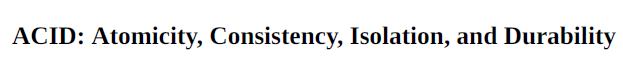 ACID: Atomicity, Consistency, Isolation, and Durability